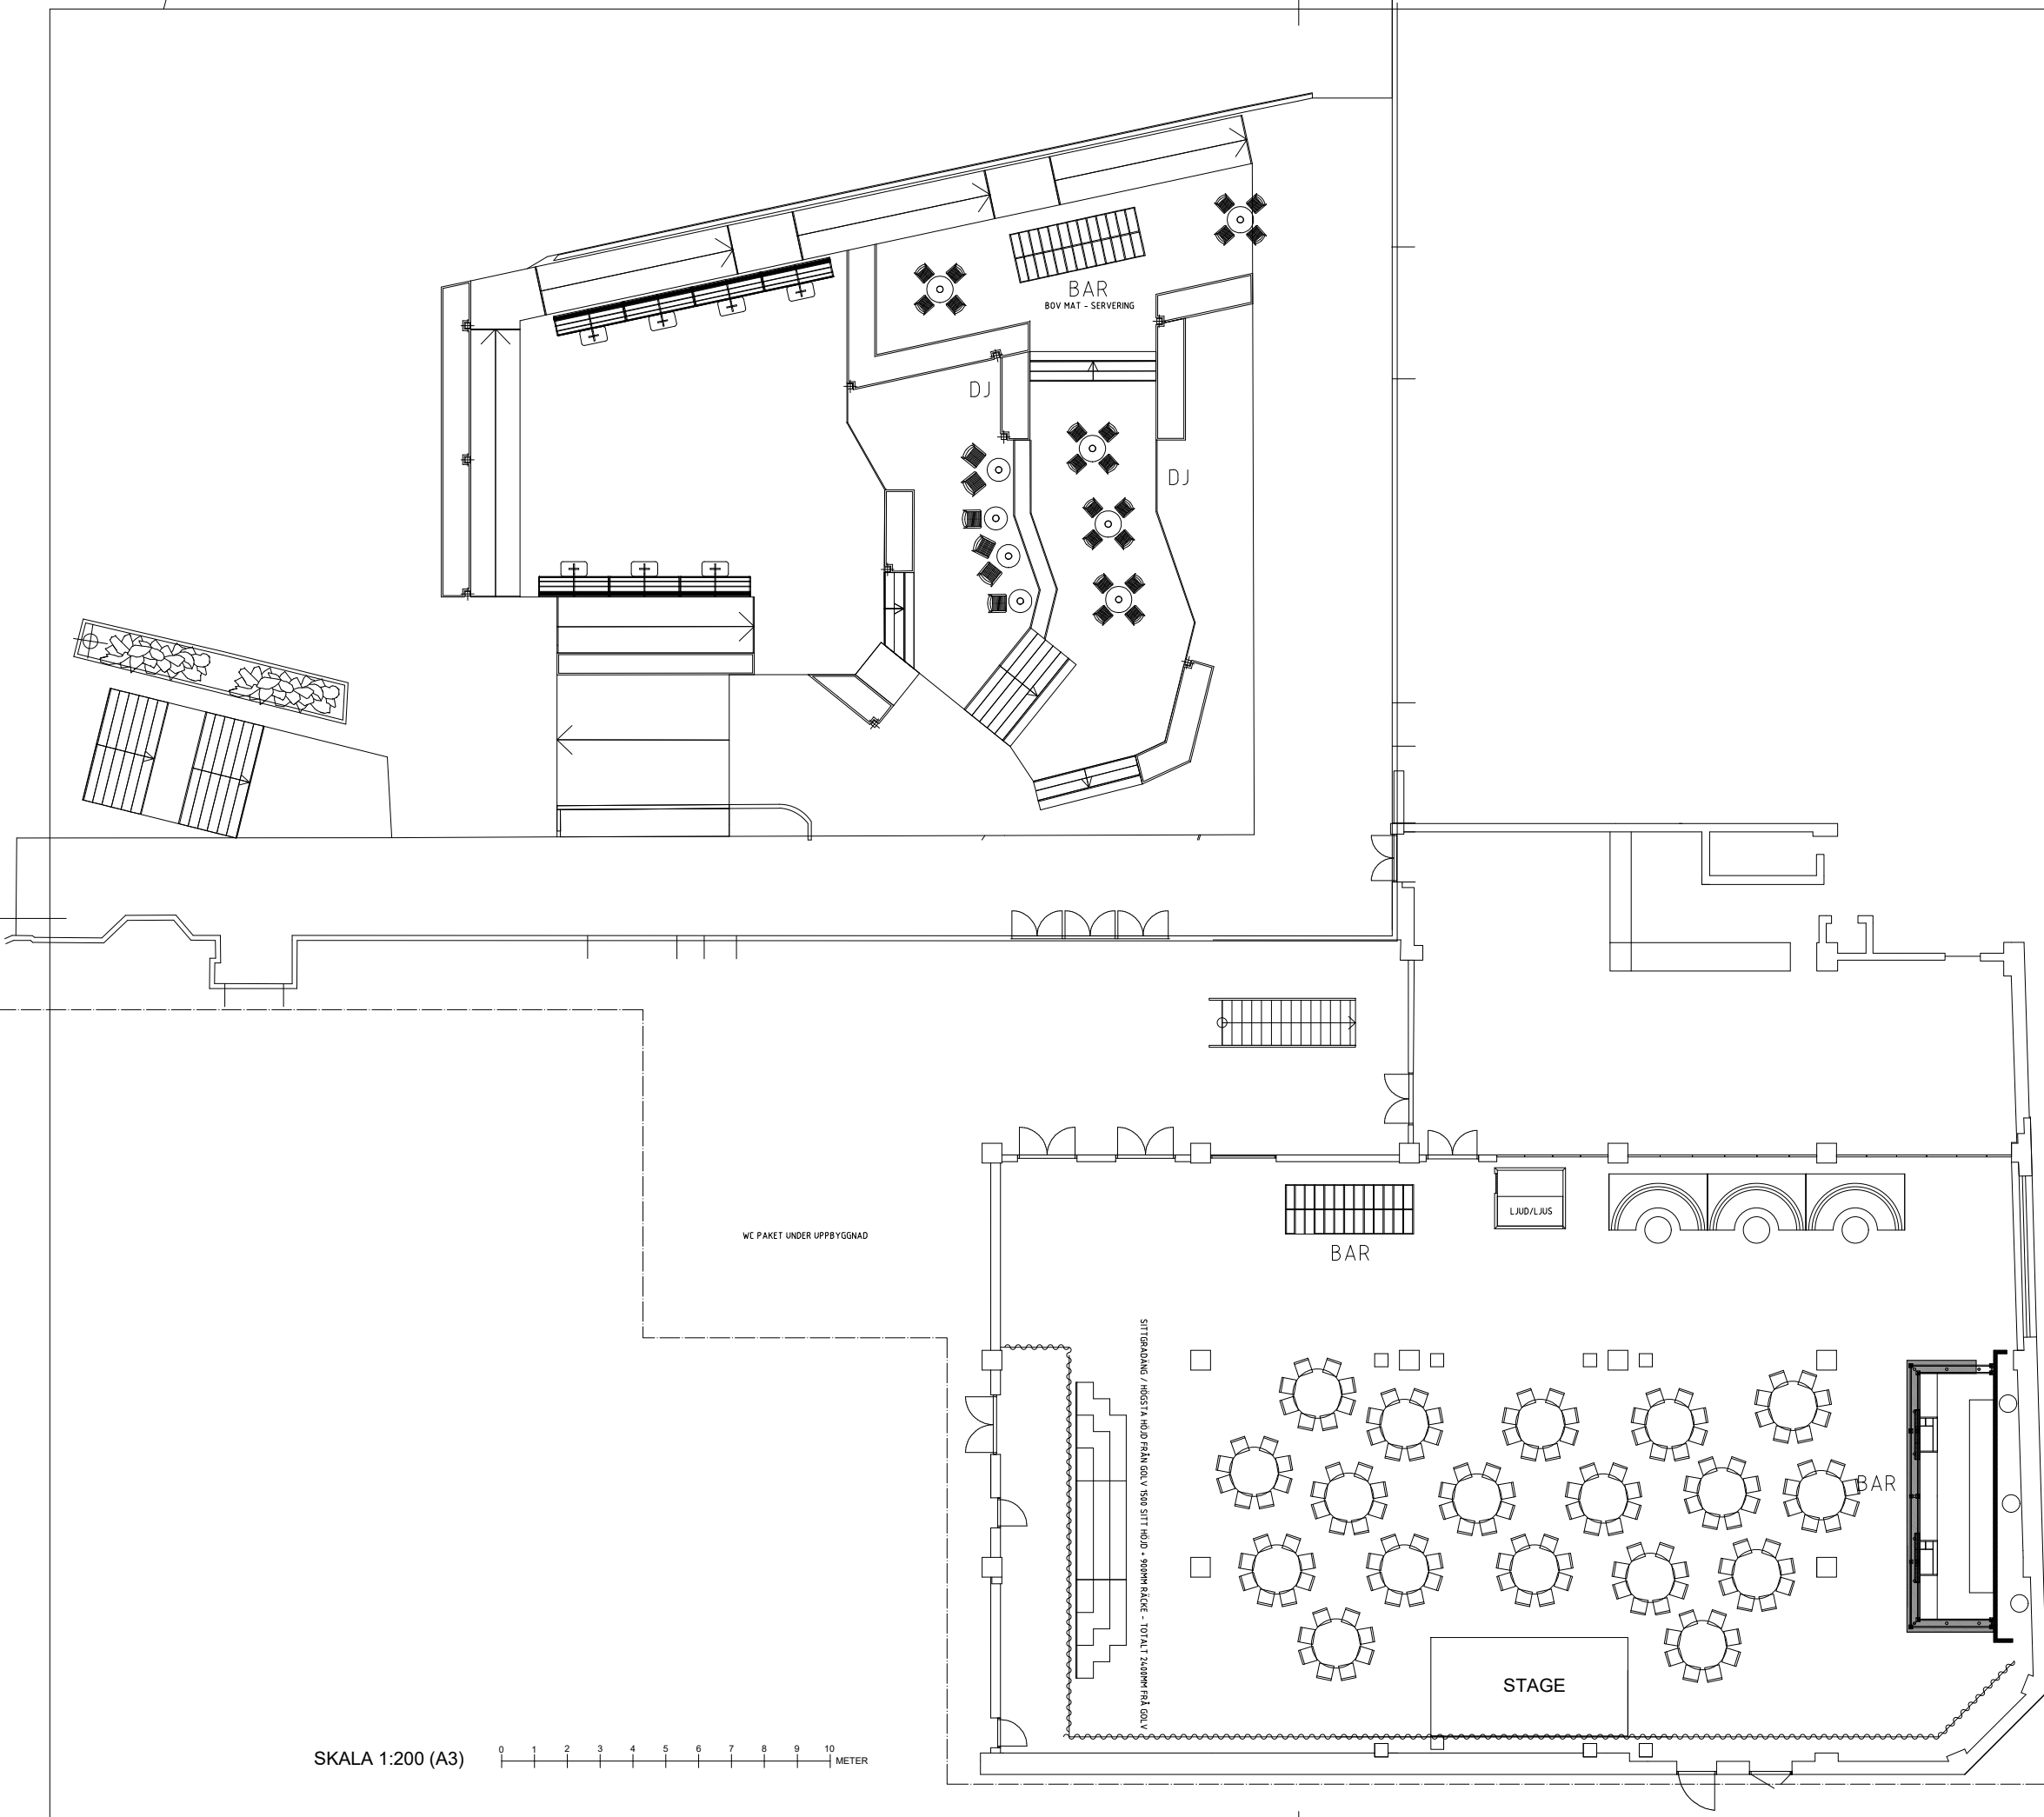 BAR
BOV MAT - SERVERING
DJ
DJ
LJUD/LJUS
WC PAKET UNDER UPPBYGGNAD
BAR
SITTGRADÄNG / HÖGSTA HÖJD FRÅN GOLV 1500 SITT HÖJD + 900MM RÄCKE - TOTALT 2400MM FRÅ GOLV
BAR
STAGE
SKALA 1:200 (A3)
0 1 2 3 4 5 6 7 8 9 10
METER